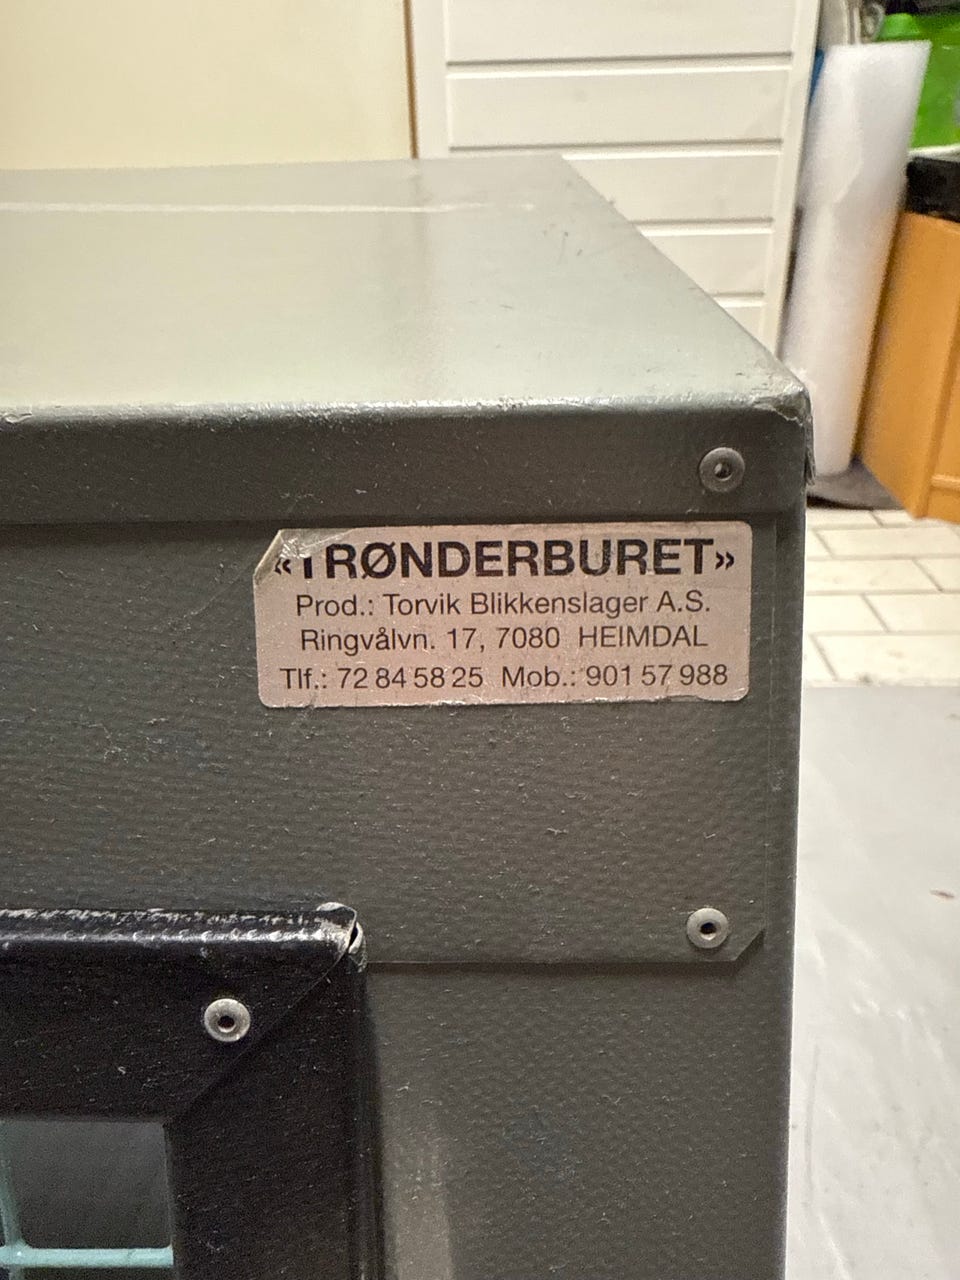 «TRØNDERBURET»
Prod.: Torvik Blikkenslager A.S.
Ringvålvn. 17, 7080 HEIMDAL
Tlf.: 72 84 58 25 Mob.: 901 57 988